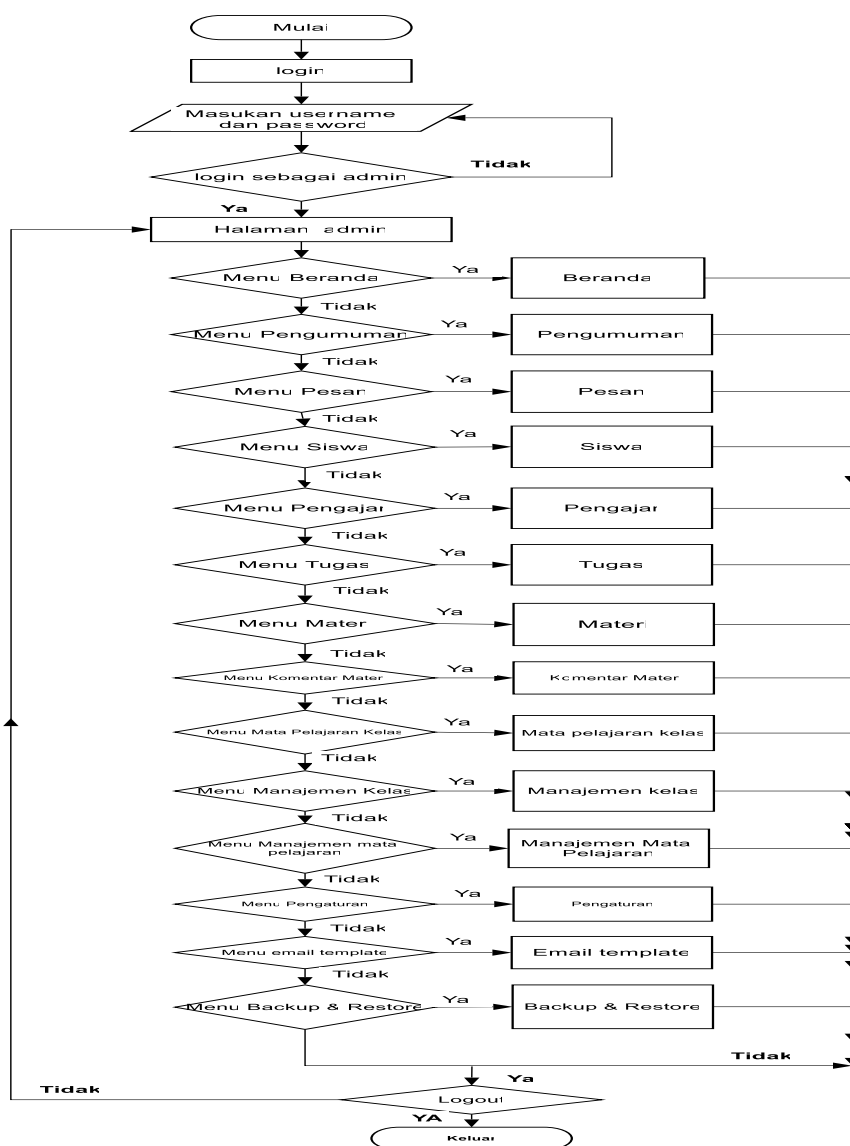 Mulai
login
Masukan username
dan password
login sebagai admin
Tidak
Ya
Halaman admin
Menu Beranda
Ya
Beranda
Tidak
Menu Pengumuman
Ya
Pengumuman
Tidak
Menu Pesan
Ya
Pesan
Tidak
Menu Siswa
Ya
Siswa
Tidak
Menu Pengajar
Ya
Pengajar
Tidak
Menu Tugas
Ya
Tugas
Tidak
Menu Materi
Ya
Materi
Tidak
Menu Komentar Materi
Ya
Komentar Materi
Tidak
Menu Mata Pelajaran Kelas
Ya
Mata pelajaran kelas
Tidak
Menu Manajemen Kelas
Ya
Manajemen kelas
Tidak
Menu Manajemen mata
pelajaran
Ya
Manajemen Mata
Pelajaran
Tidak
Menu Pengaturan
Ya
Pengaturan
Tidak
Menu email template
Ya
Email template
Tidak
Menu Backup & Restore
Ya
Backup & Restore
Tidak
Ya
Tidak
Logout
YA
Keluar